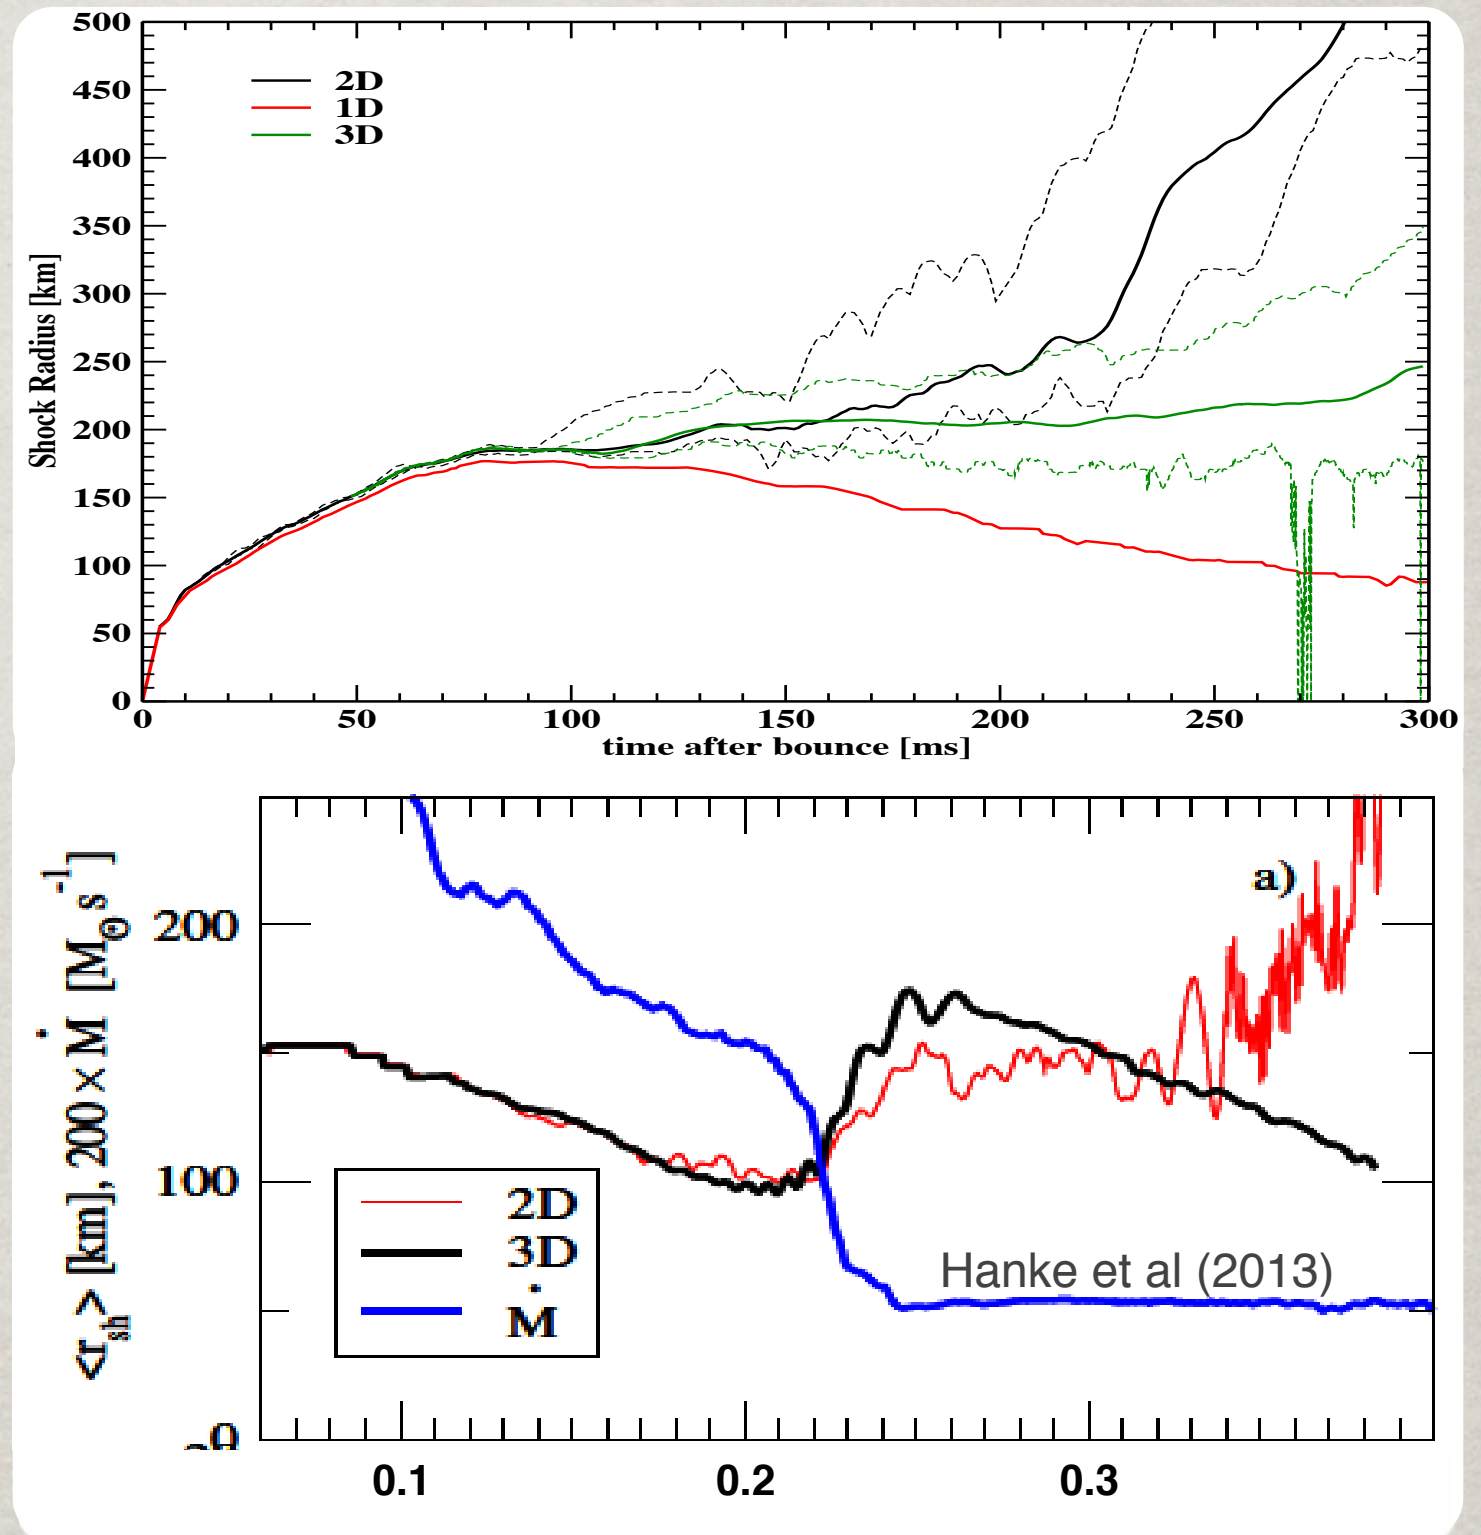 500
450
400
350
300
250
200
150
100
50
0
2D
1D
3D
Shock Radius [km]
0 50 100 150 200 250 300
time after bounce [ms]
<r_sh> [km], 200 × Ṁ [M_⊙ s^-1]
200
100
a)
2D
3D
Ṁ
Hanke et al (2013)
0.1 0.2 0.3